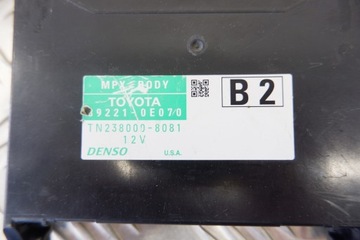 MPX-BODY
TOYOTA
89221-0E070
B2
TN238000-8081
12V
DENSO
U.S.A.